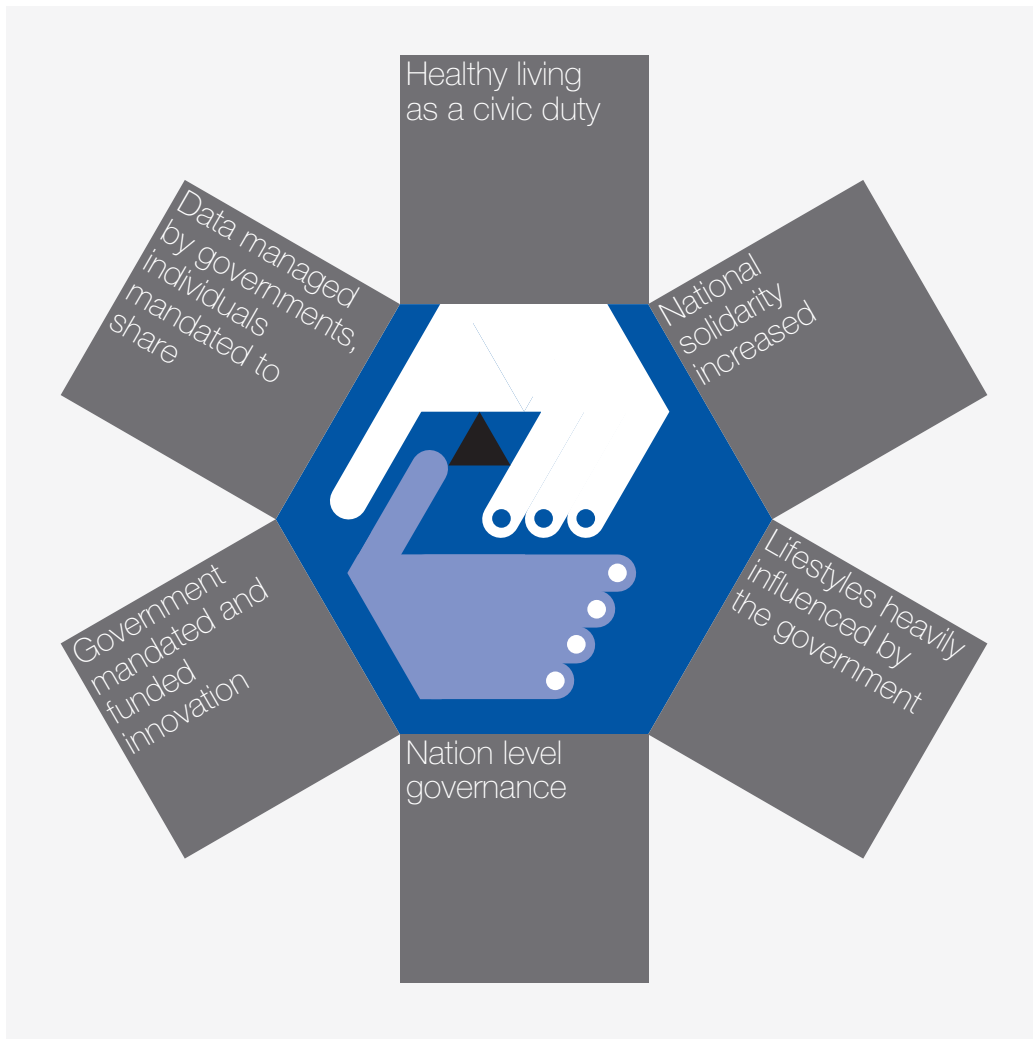 Healthy living
as a civic duty
National
solidarity
increased
Lifestyles heavily
influenced by
the government
Nation level
governance
Government
mandated and
funded
innovation
Data managed
by governments,
individuals
mandated to
share